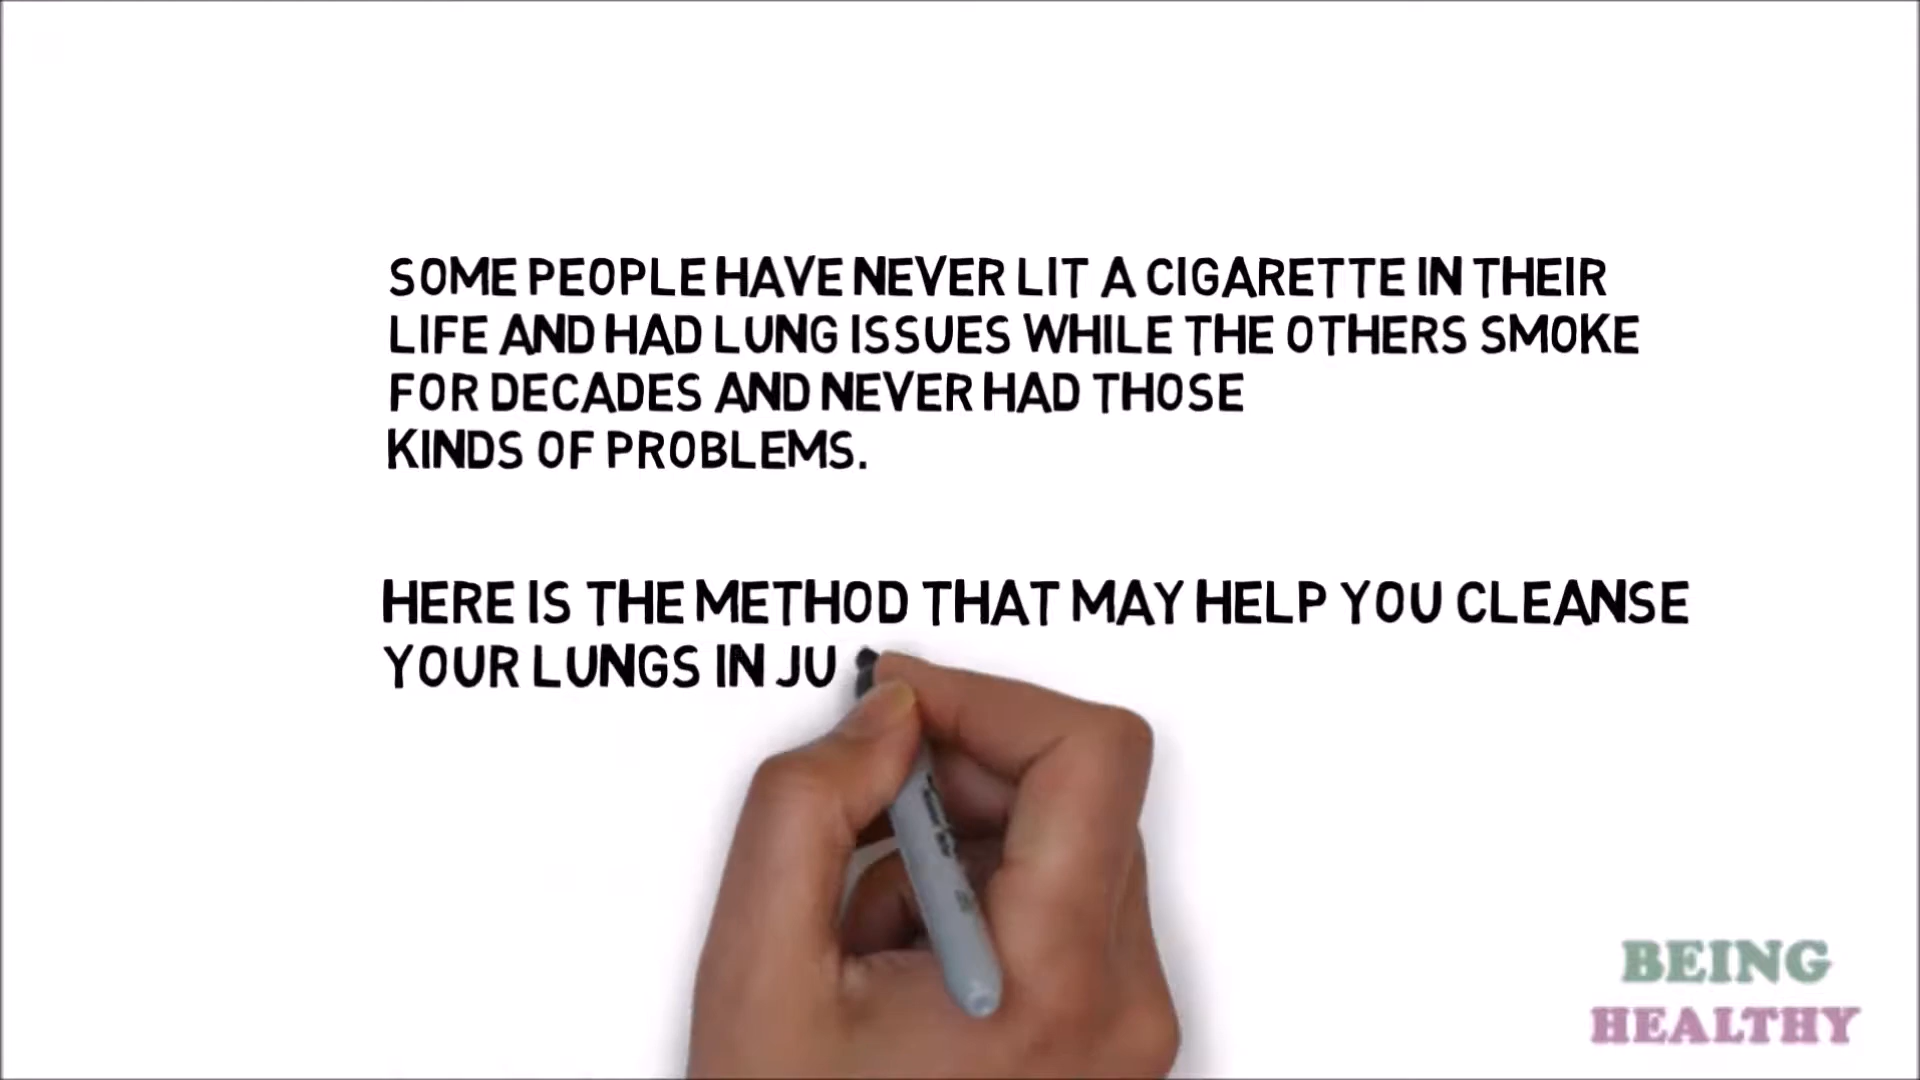 SOME PEOPLE HAVE NEVER LIT A CIGARETTE IN THEIR
LIFE AND HAD LUNG ISSUES WHILE THE OTHERS SMOKE
FOR DECADES AND NEVER HAD THOSE
KINDS OF PROBLEMS.
HERE IS THE METHOD THAT MAY HELP YOU CLEANSE
YOUR LUNGS IN JU
BEING
HEALTHY